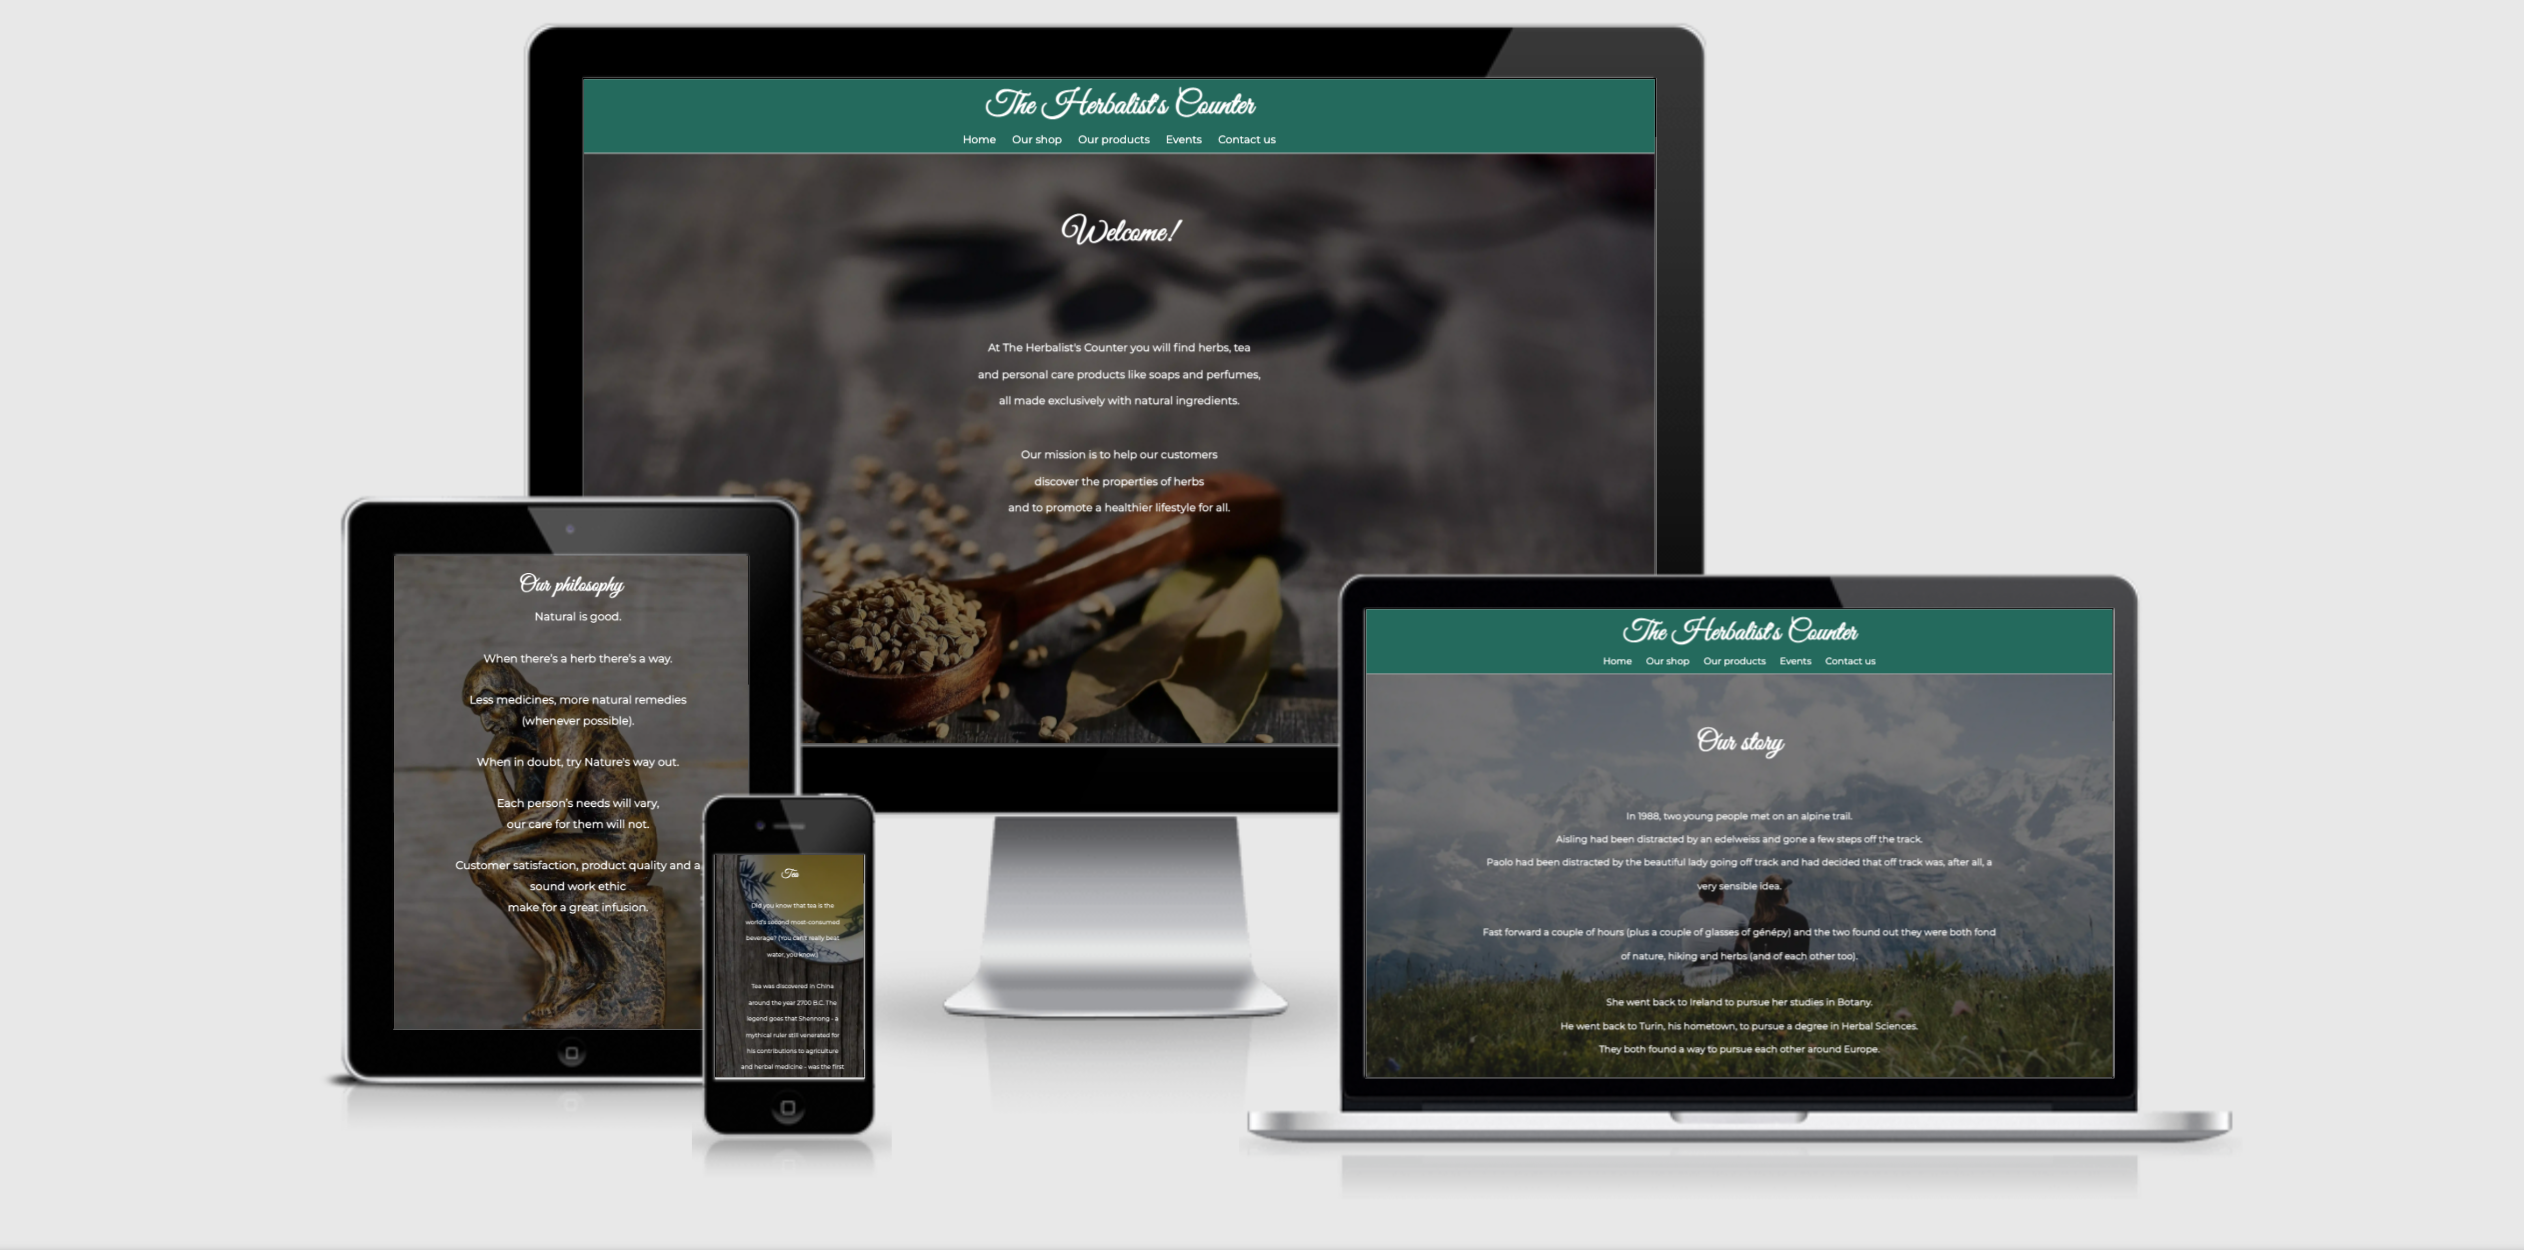 The Herbalist's Counter
Home Our shop Our products Events Contact us
Welcome!
At The Herbalist's Counter you will find herbs, tea
and personal care products like soaps and perfumes,
all made exclusively with natural ingredients.
Our mission is to help our customers
discover the properties of herbs
and to promote a healthier lifestyle for all.
Our philosophy
Natural is good.
When there's a herb there's a way.
Less medicines, more natural remedies
(whenever possible).
When in doubt, try Nature's way out.
Each person's needs will vary,
our care for them will not.
Customer satisfaction, product quality and a
sound work ethic
make for a great infusion.
Tea
Did you know that tea is the
world's second most-consumed
beverage? (You can't really beat
water, you know.)
Tea was discovered in China
around the year 2700 B.C. The
legend goes that Shennong - a
mythical ruler still venerated for
his contributions to agriculture
and herbal medicine - was the first
The Herbalist's Counter
Home Our shop Our products Events Contact us
Our story
In 1988, two young people met on an alpine trail.
Aisling had been distracted by an edelweiss and gone a few steps off the track.
Paolo had been distracted by the beautiful lady going off track and had decided that off track was, after all, a
very sensible idea.
Fast forward a couple of hours (plus a couple of glasses of génépy) and the two found out they were both fond
of nature, hiking and herbs (and of each other too).
She went back to Ireland to pursue her studies in Botany.
He went back to Turin, his hometown, to pursue a degree in Herbal Sciences.
They both found a way to pursue each other around Europe.